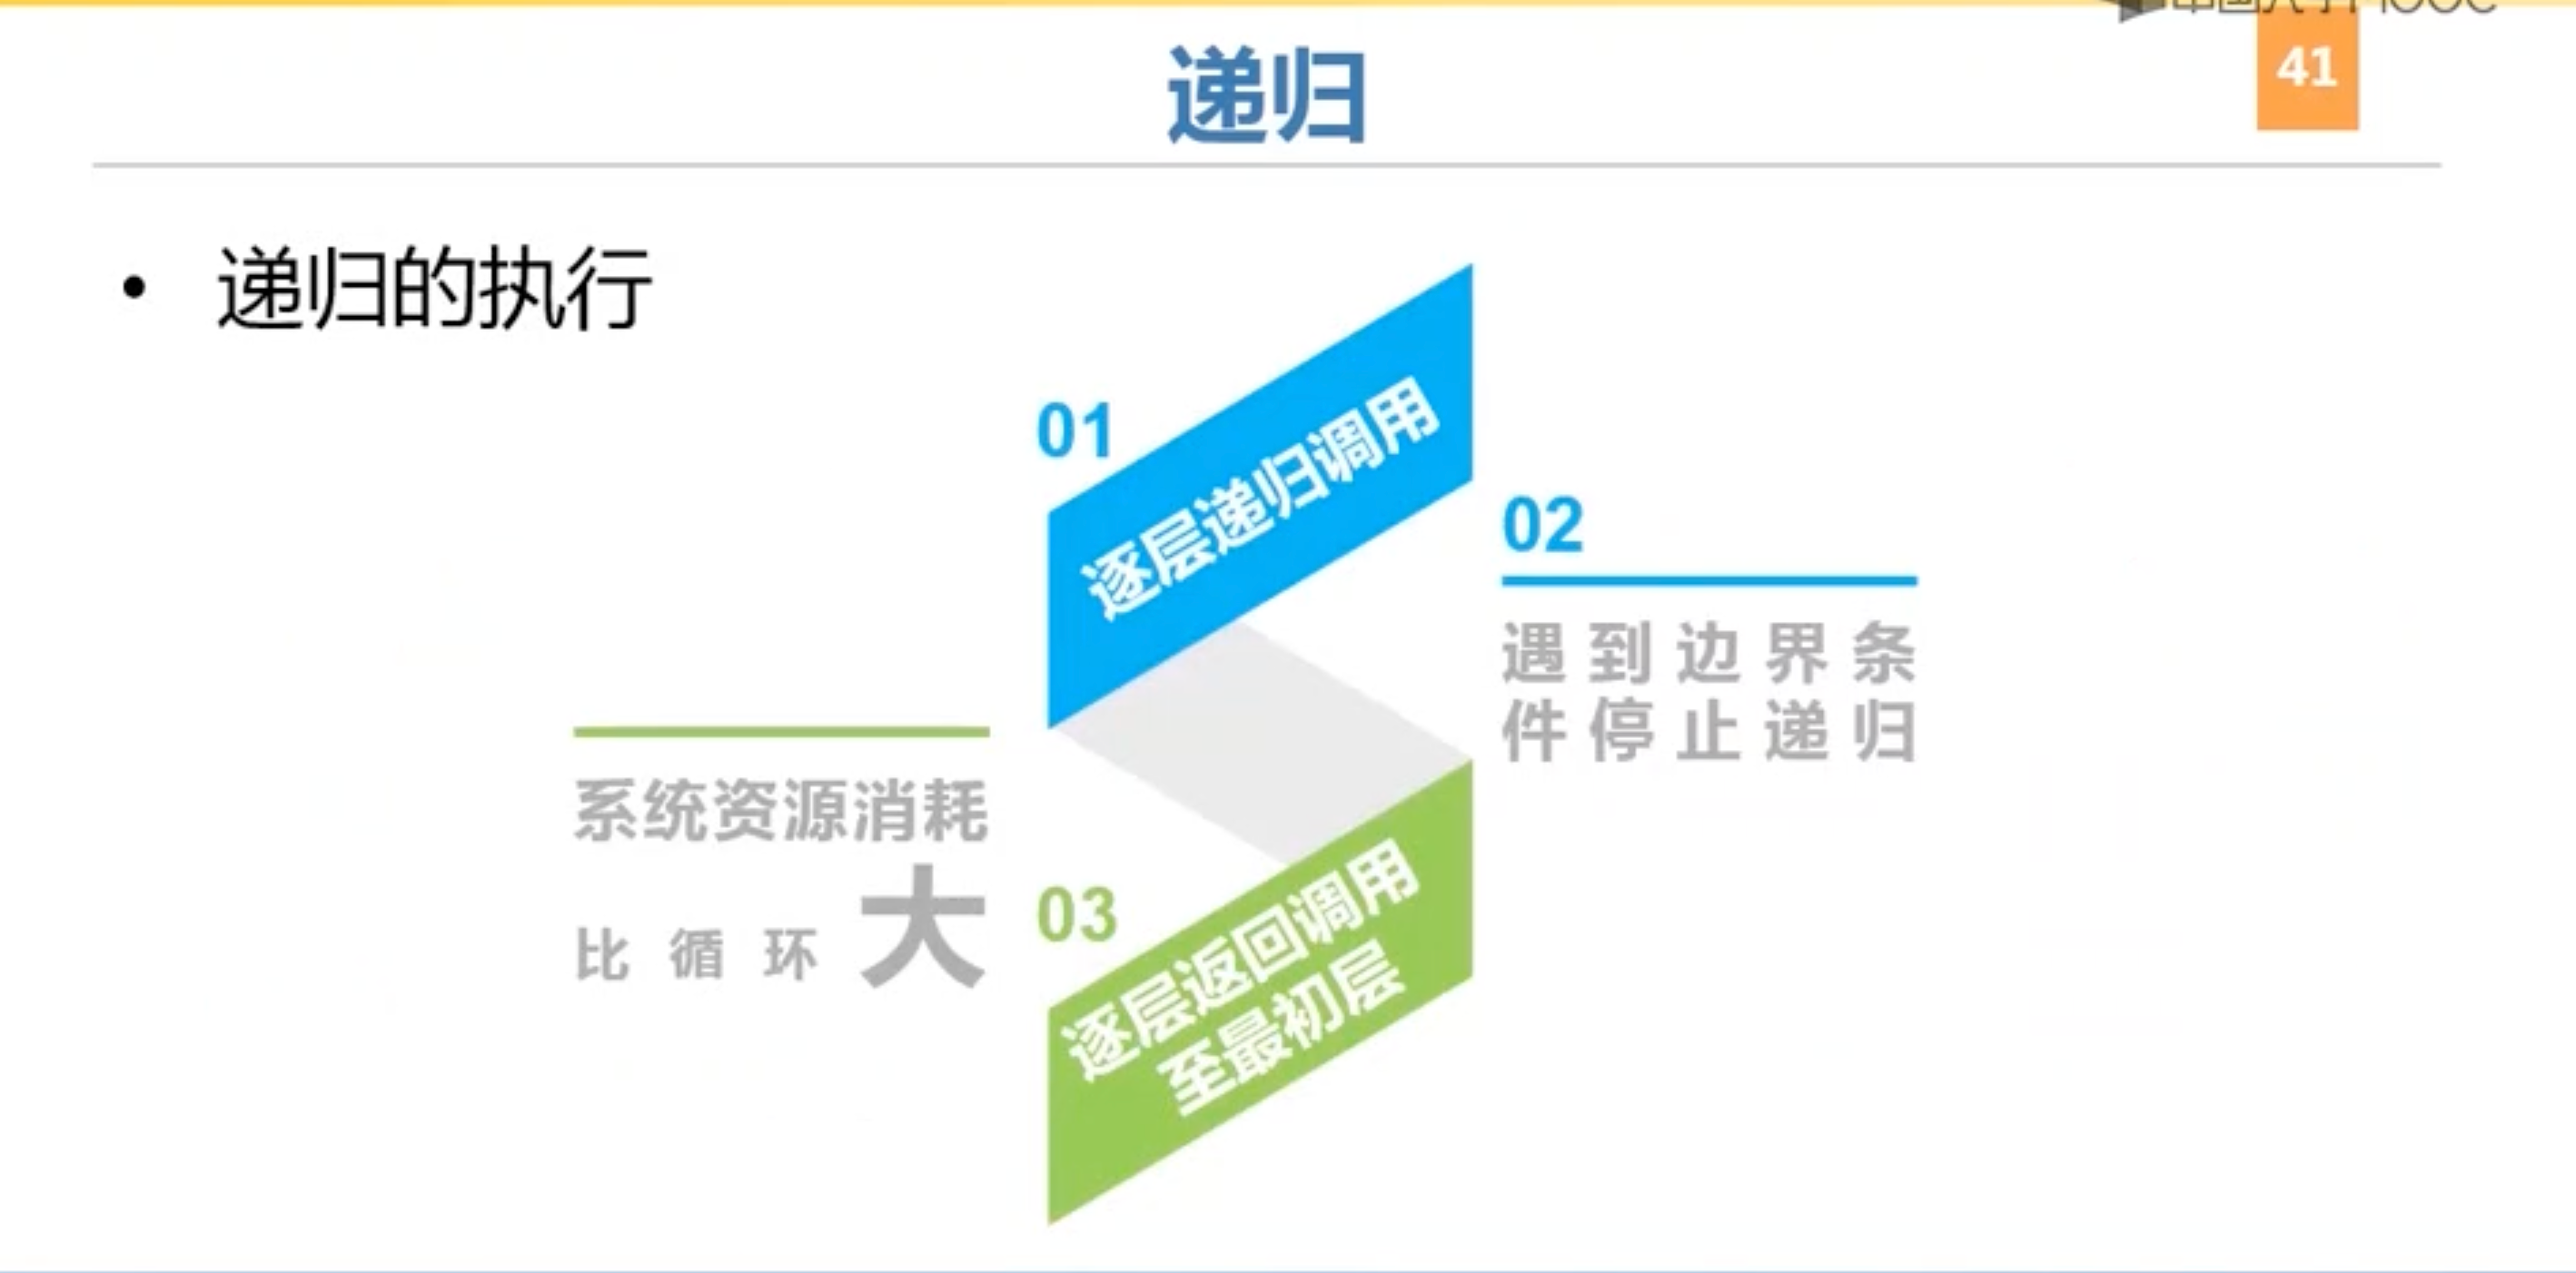 递归
41
• 递归的执行
01
逐层递归调用
02
遇到边界条
件停止递归
系统资源消耗
比循环大
03
逐层返回调用
至最初层